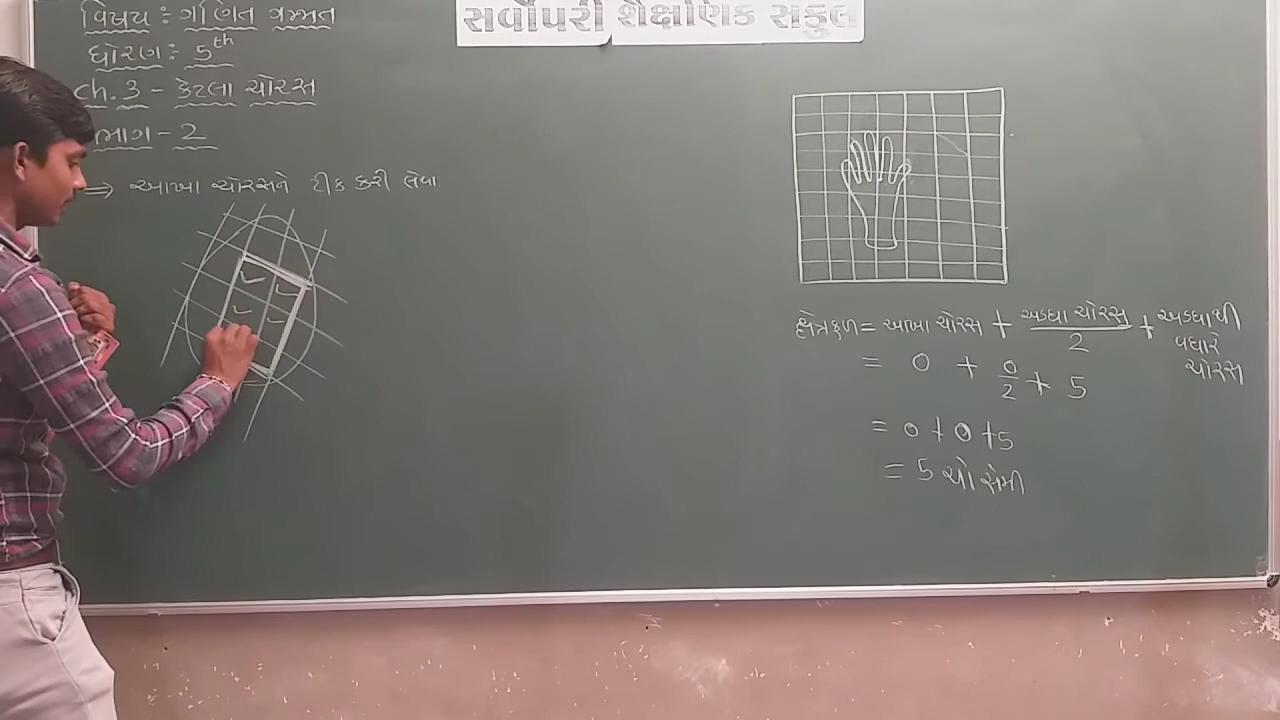 સર્વોપરી શૈક્ષણિક સંકુલ
વિષય : ગણિત ગમ્મત
ધોરણ : 5th
ch. 3 - કેટલા ચોરસ
ભાગ - 2
⇒ આખા ચોરસને ટીક કરી લેવા
ક્ષેત્રફળ = આખા ચોરસ + અડધા ચોરસ/2 + અડધાથી વધારે ચોરસ
= 0 + 0/2 + 5
= 0 + 0 + 5
= 5 ચો સેમી